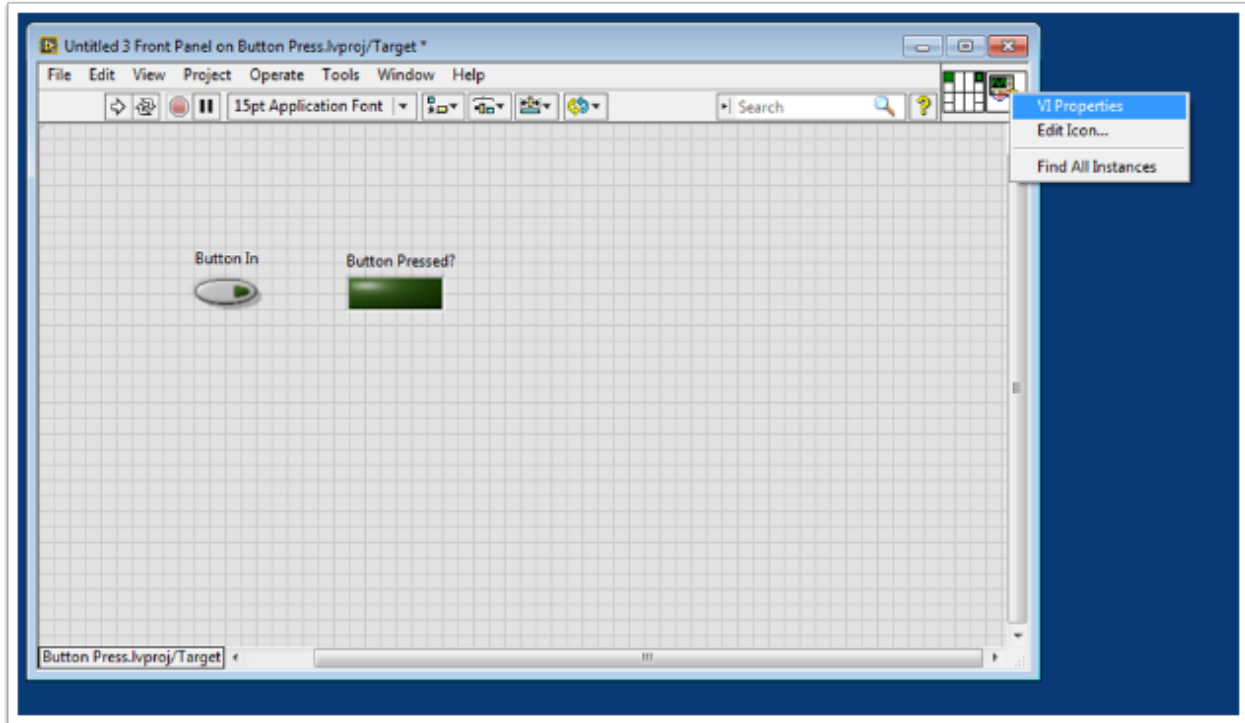 Untitled 3 Front Panel on Button Press.lvproj/Target *
File Edit View Project Operate Tools Window Help
15pt Application Font Search ?
VI Properties
Edit Icon...
Find All Instances
Button In
Button Pressed?
Button Press.lvproj/Target